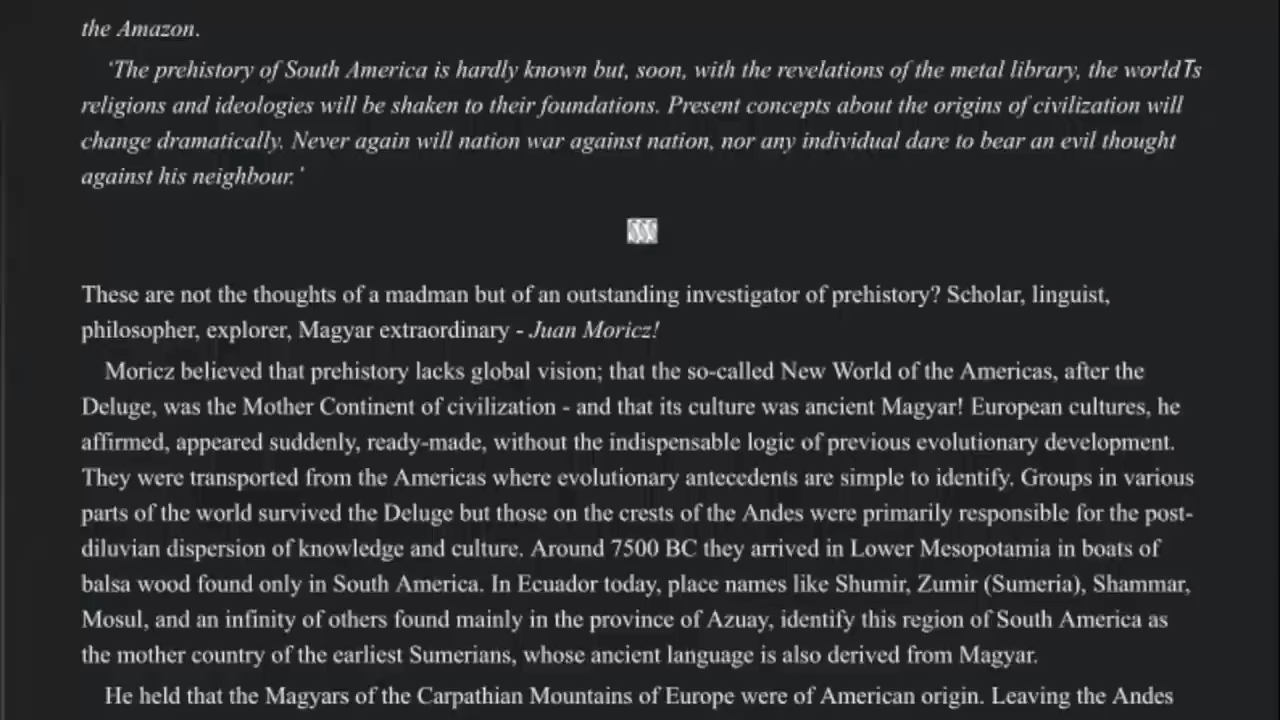 the Amazon.
‘The prehistory of South America is hardly known but, soon, with the revelations of the metal library, the worldTs
religions and ideologies will be shaken to their foundations. Present concepts about the origins of civilization will
change dramatically. Never again will nation war against nation, nor any individual dare to bear an evil thought
against his neighbour.’
§§§
These are not the thoughts of a madman but of an outstanding investigator of prehistory? Scholar, linguist,
philosopher, explorer, Magyar extraordinary - Juan Moricz!
Moricz believed that prehistory lacks global vision; that the so-called New World of the Americas, after the
Deluge, was the Mother Continent of civilization - and that its culture was ancient Magyar! European cultures, he
affirmed, appeared suddenly, ready-made, without the indispensable logic of previous evolutionary development.
They were transported from the Americas where evolutionary antecedents are simple to identify. Groups in various
parts of the world survived the Deluge but those on the crests of the Andes were primarily responsible for the post-
diluvian dispersion of knowledge and culture. Around 7500 BC they arrived in Lower Mesopotamia in boats of
balsa wood found only in South America. In Ecuador today, place names like Shumir, Zumir (Sumeria), Shammar,
Mosul, and an infinity of others found mainly in the province of Azuay, identify this region of South America as
the mother country of the earliest Sumerians, whose ancient language is also derived from Magyar.
He held that the Magyars of the Carpathian Mountains of Europe were of American origin. Leaving the Andes